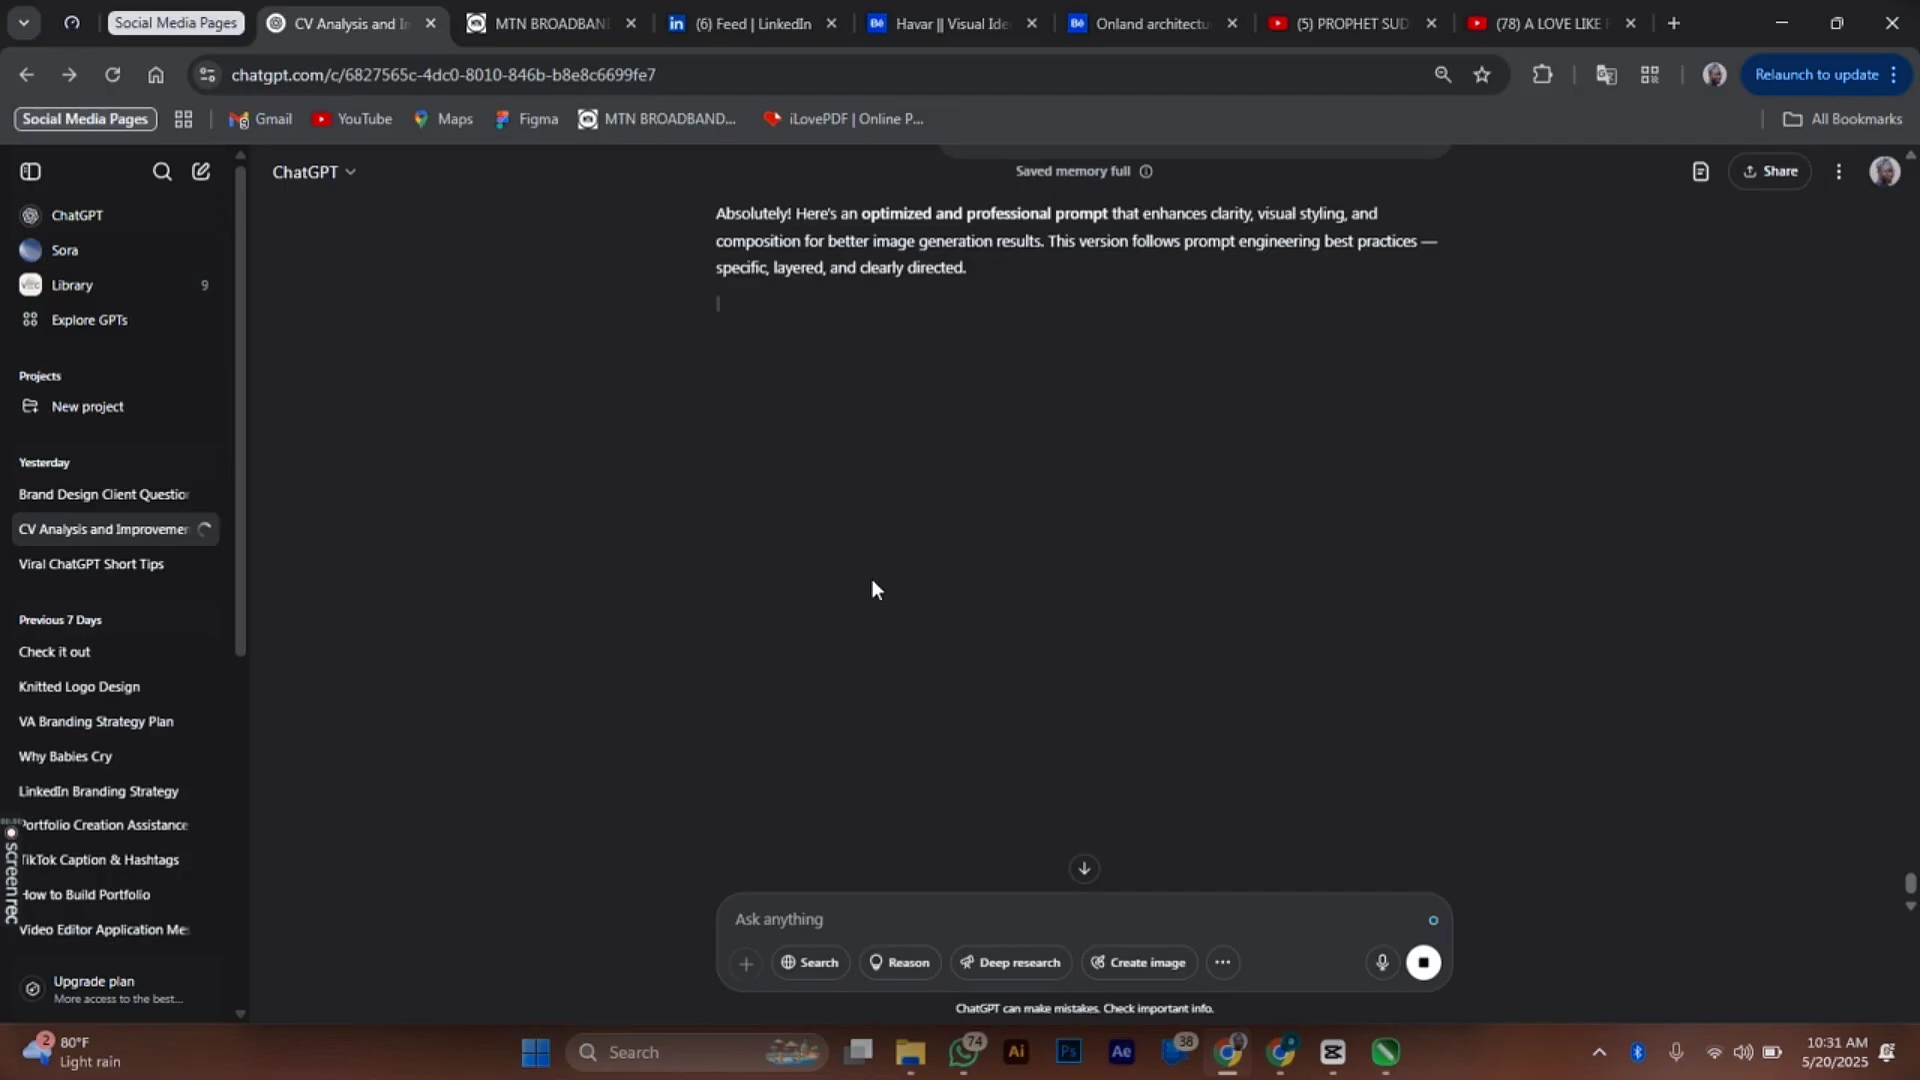 Social Media Pages
CV Analysis and Im
MTN BROADBAN
(6) Feed | LinkedIn
Havar || Visual Ide
Onland architectu
(5) PROPHET SUD
(78) A LOVE LIKE
chatgpt.com/c/6827565c-4dc0-8010-846b-b8e8c6699fe7
Relaunch to update
Social Media Pages
Gmail
YouTube
Maps
Figma
MTN BROADBAND...
iLovePDF | Online P...
All Bookmarks
ChatGPT
Saved memory full
Share
ChatGPT
Sora
Library
9
Explore GPTs
Projects
New project
Yesterday
Brand Design Client Question
CV Analysis and Improvemen
Viral ChatGPT Short Tips
Previous 7 Days
Check it out
Knitted Logo Design
VA Branding Strategy Plan
Why Babies Cry
LinkedIn Branding Strategy
Portfolio Creation Assistance
TikTok Caption & Hashtags
How to Build Portfolio
Video Editor Application Me
screenrec
Upgrade plan
More access to the best...
Absolutely! Here's an optimized and professional prompt that enhances clarity, visual styling, and
composition for better image generation results. This version follows prompt engineering best practices —
specific, layered, and clearly directed.
Ask anything
Search
Reason
Deep research
Create image
ChatGPT can make mistakes. Check important info.
2
80°F
Light rain
Search
74
Ai
Ps
Ae
38
10:31 AM
5/20/2025